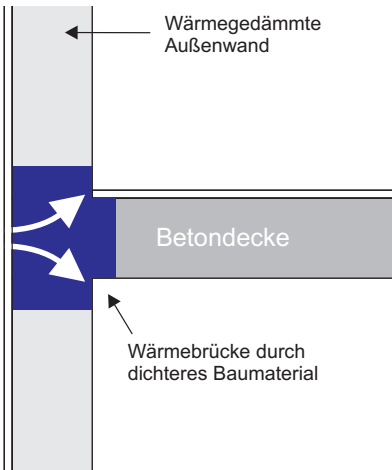 Wärmegedämmte
Außenwand
Betondecke
Wärmebrücke durch
dichteres Baumaterial